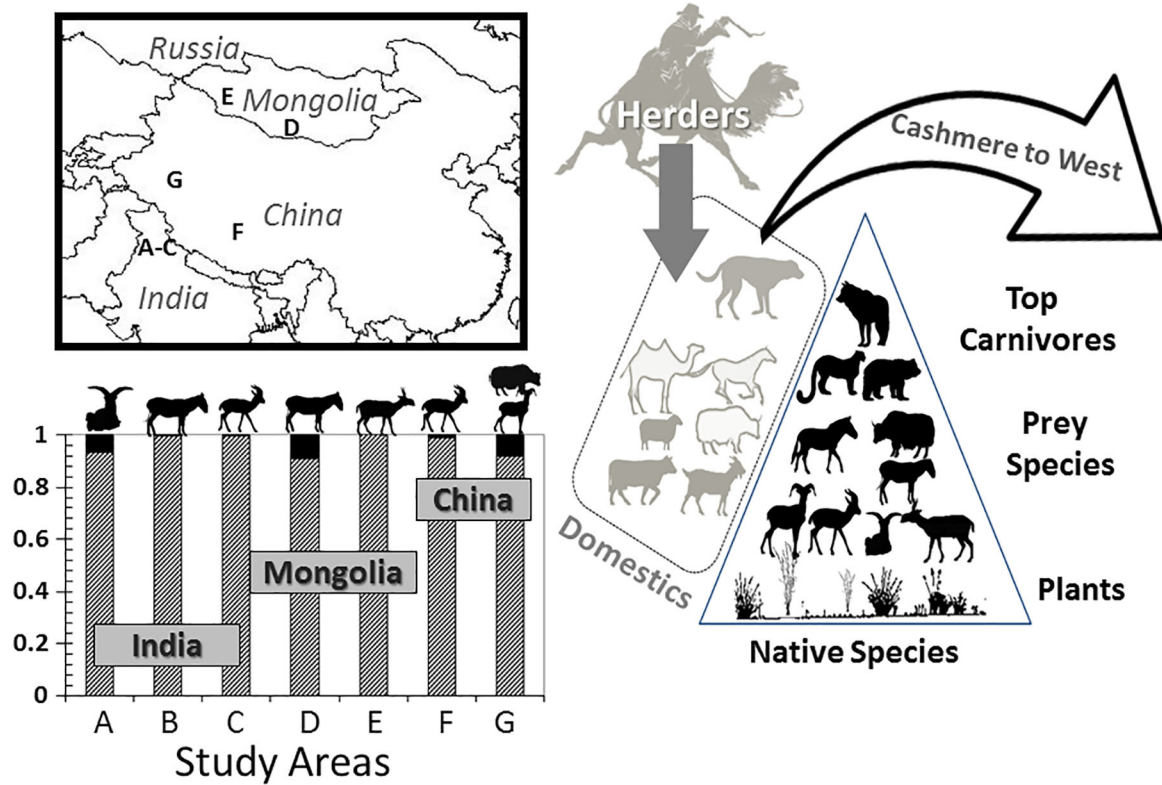 Russia
E
Mongolia
D
G
China
F
A-C
India
Herders
Cashmere to West
Domestics
Top
Carnivores
Prey
Species
Plants
Native Species
1
0.8
0.6
0.4
0.2
0
China
Mongolia
India
A B C D E F G
Study Areas